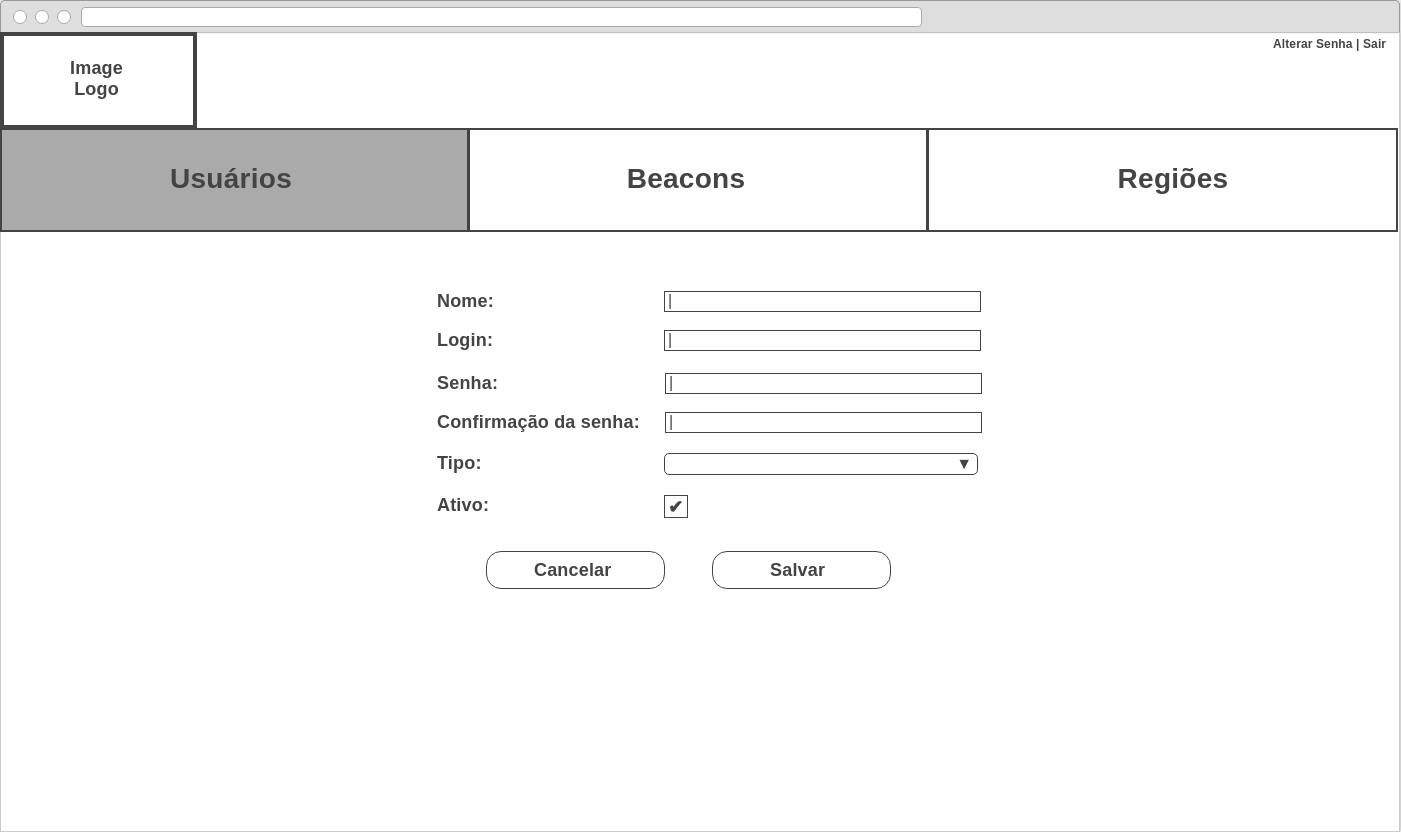 Alterar Senha | Sair
Image
Logo
Usuários
Beacons
Regiões
Nome:
Login:
Senha:
Confirmação da senha:
Tipo:
Ativo:
Cancelar
Salvar